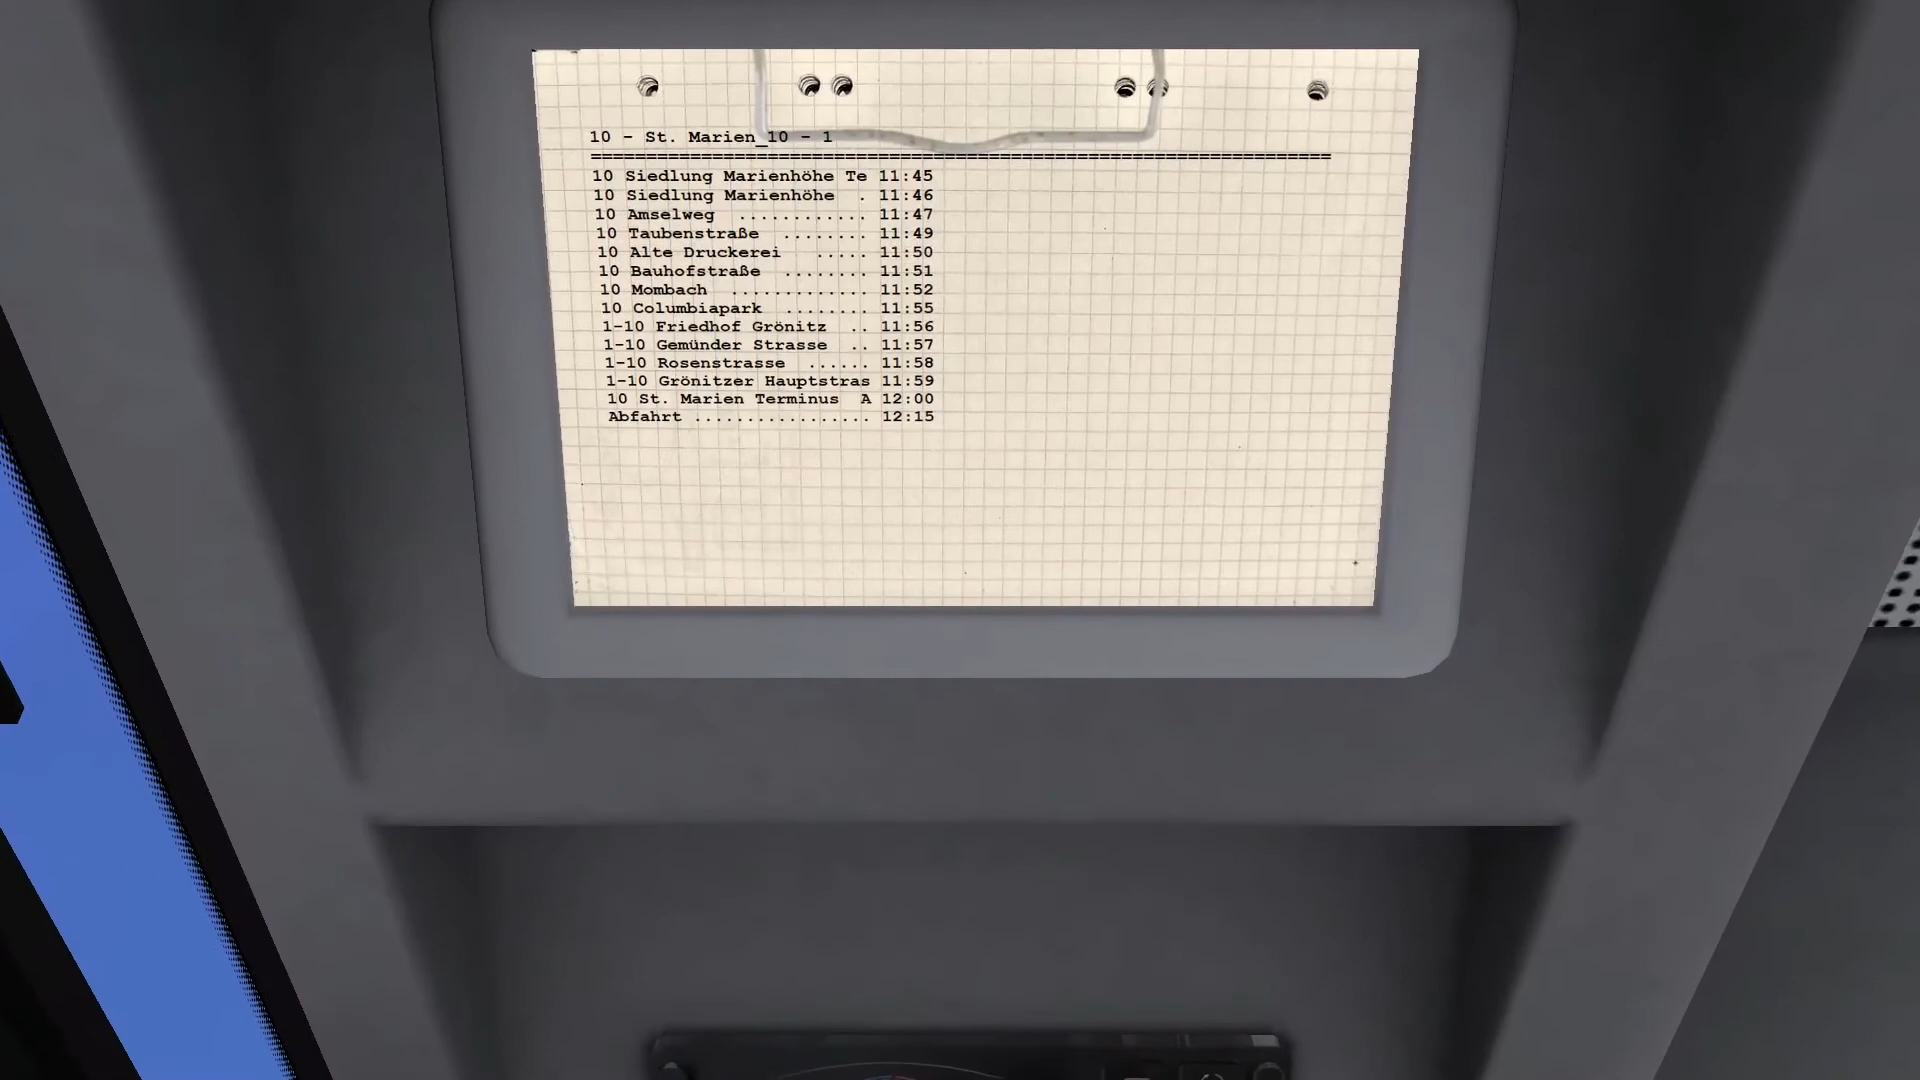 10 - St. Marien_10 - 1
===================================================================
10 Siedlung Marienhöhe Te 11:45
10 Siedlung Marienhöhe  . 11:46
10 Amselweg  ............ 11:47
10 Taubenstraße  ........ 11:49
10 Alte Druckerei   ..... 11:50
10 Bauhofstraße  ........ 11:51
10 Mombach  ............. 11:52
10 Columbiapark  ........ 11:55
1-10 Friedhof Grönitz  .. 11:56
1-10 Gemünder Strasse  .. 11:57
1-10 Rosenstrasse  ...... 11:58
1-10 Grönitzer Hauptstras 11:59
10 St. Marien Terminus  A 12:00
Abfahrt ................. 12:15